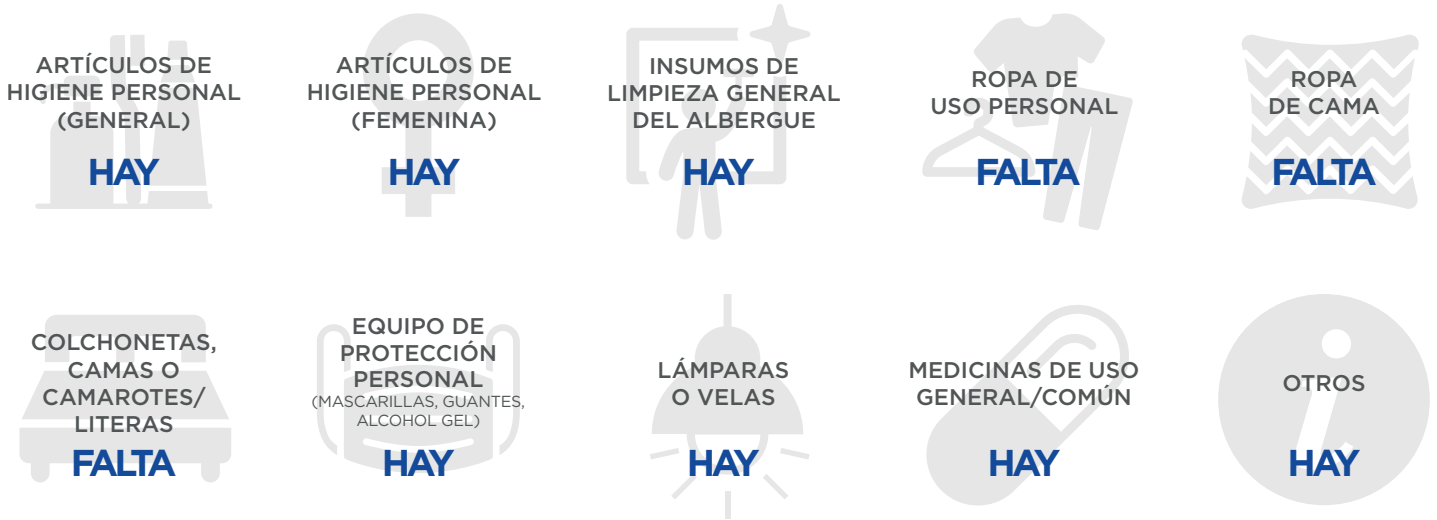 ARTÍCULOS DE
HIGIENE PERSONAL
(GENERAL)
HAY
ARTÍCULOS DE
HIGIENE PERSONAL
(FEMENINA)
HAY
INSUMOS DE
LIMPIEZA GENERAL
DEL ALBERGUE
HAY
ROPA DE
USO PERSONAL
FALTA
ROPA
DE CAMA
FALTA
COLCHONETAS,
CAMAS O
CAMAROTES/
LITERAS
FALTA
EQUIPO DE
PROTECCIÓN
PERSONAL
(MASCARILLAS, GUANTES,
ALCOHOL GEL)
HAY
LÁMPARAS
O VELAS
HAY
MEDICINAS DE USO
GENERAL/COMÚN
HAY
OTROS
HAY